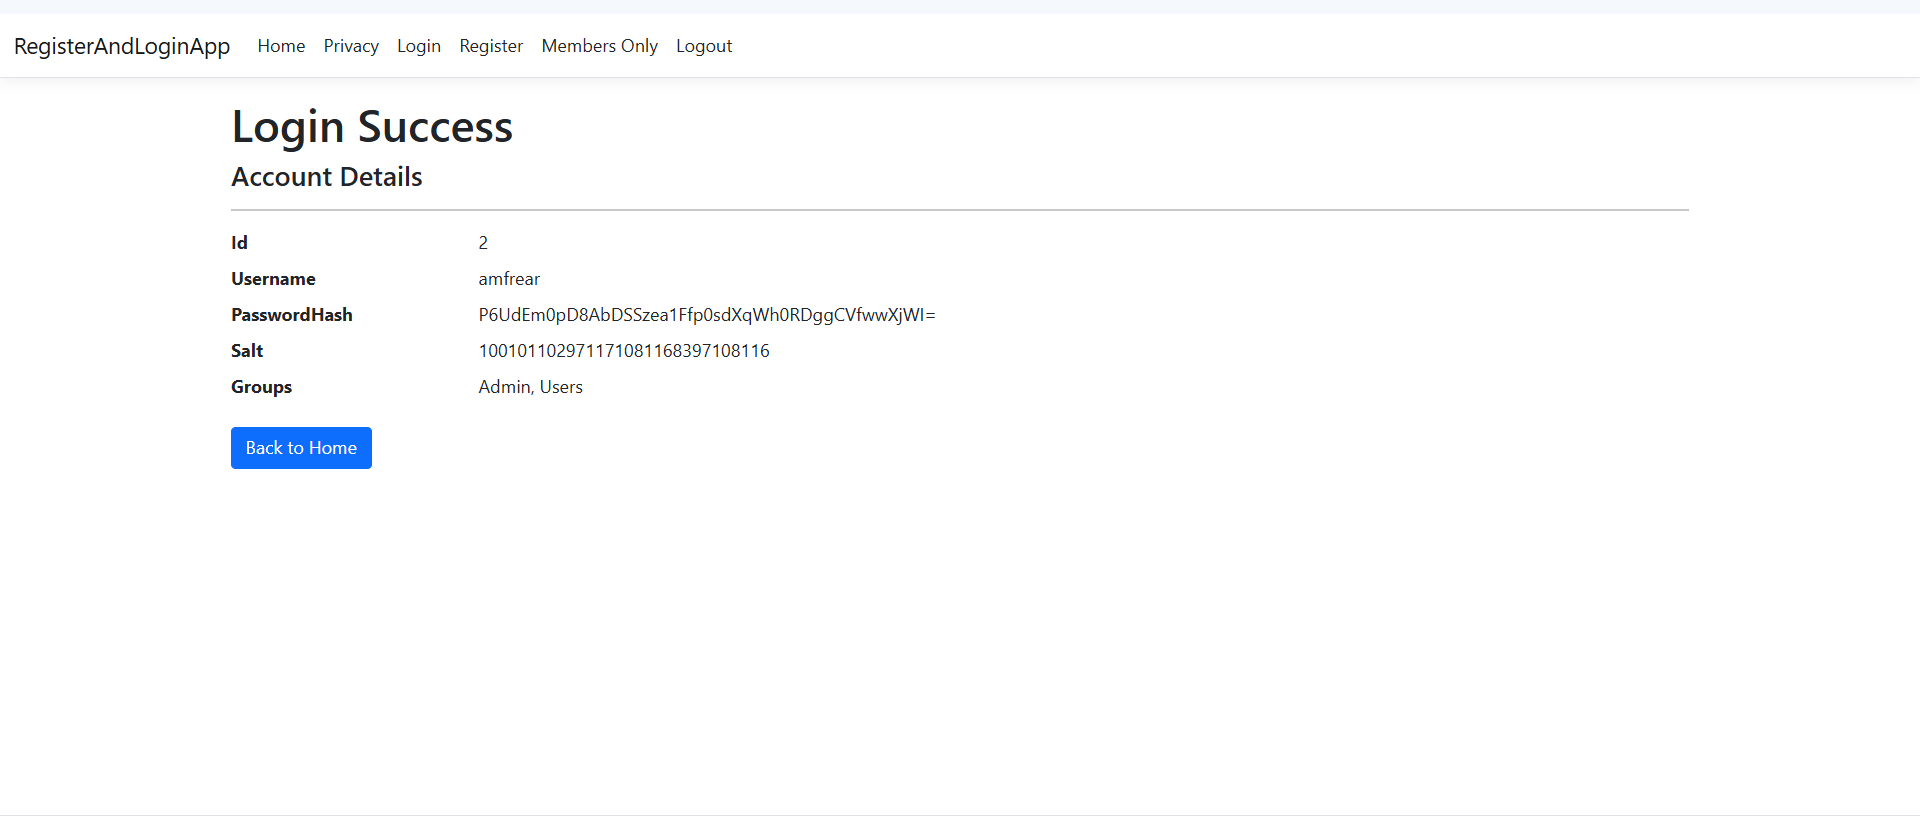 RegisterAndLoginApp Home Privacy Login Register Members Only Logout
Login Success
Account Details
Id 2
Username amfrear
PasswordHash P6UdEm0pD8AbDSSzea1Ffp0sdXqWh0RDggCVfwwXjWI=
Salt 100101102971171081168397108116
Groups Admin, Users
Back to Home